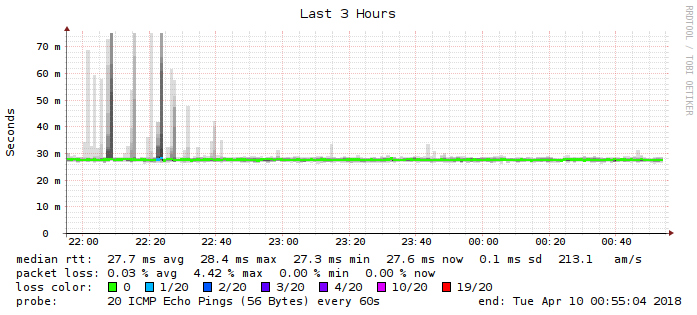 Last 3 Hours
RRDTOOL / TOBI OETIKER
Seconds
70 m
60 m
50 m
40 m
30 m
20 m
10 m
0
22:00 22:20 22:40 23:00 23:20 23:40 00:00 00:20 00:40
median rtt: 27.7 ms avg 28.4 ms max 27.3 ms min 27.6 ms now 0.1 ms sd 213.1 am/s
packet loss: 0.03 % avg 4.42 % max 0.00 % min 0.00 % now
loss color: 0 1/20 2/20 3/20 4/20 10/20 19/20
probe: 20 ICMP Echo Pings (56 Bytes) every 60s end: Tue Apr 10 00:55:04 2018